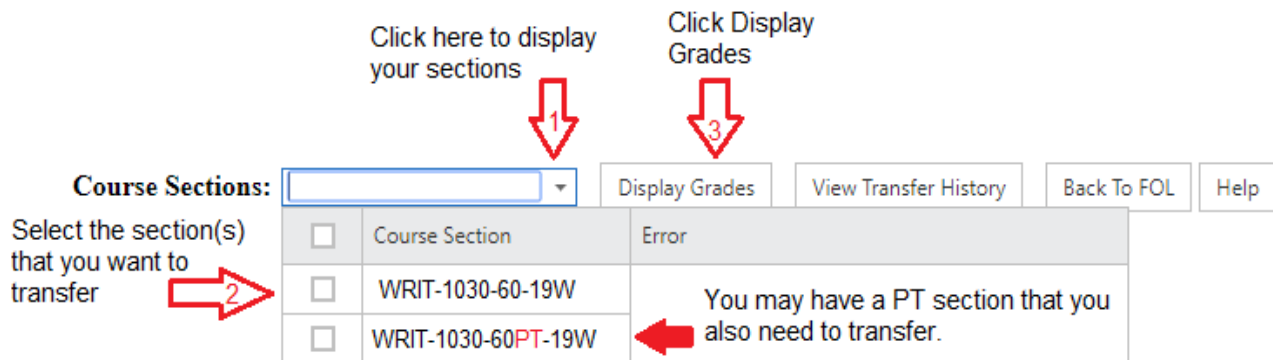 Click here to display
your sections
Click Display
Grades
1
3
Course Sections:
Display Grades
View Transfer History
Back To FOL
Help
Select the section(s)
that you want to
transfer
2
Course Section
Error
WRIT-1030-60-19W
WRIT-1030-60PT-19W
You may have a PT section that you
also need to transfer.